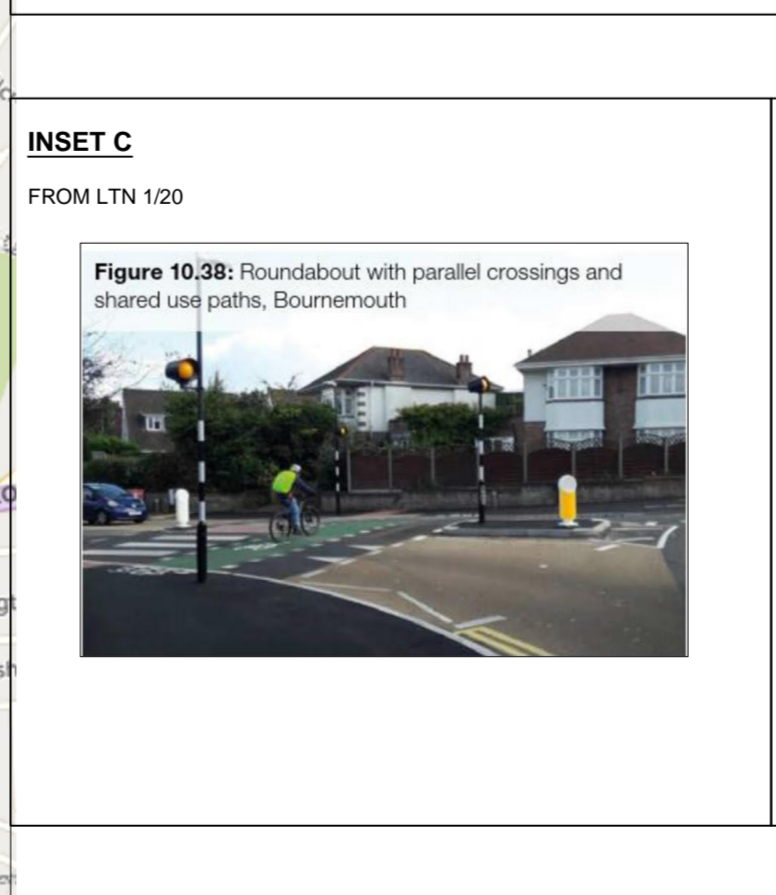 INSET C
FROM LTN 1/20
Figure 10.38: Roundabout with parallel crossings and
shared use paths, Bournemouth